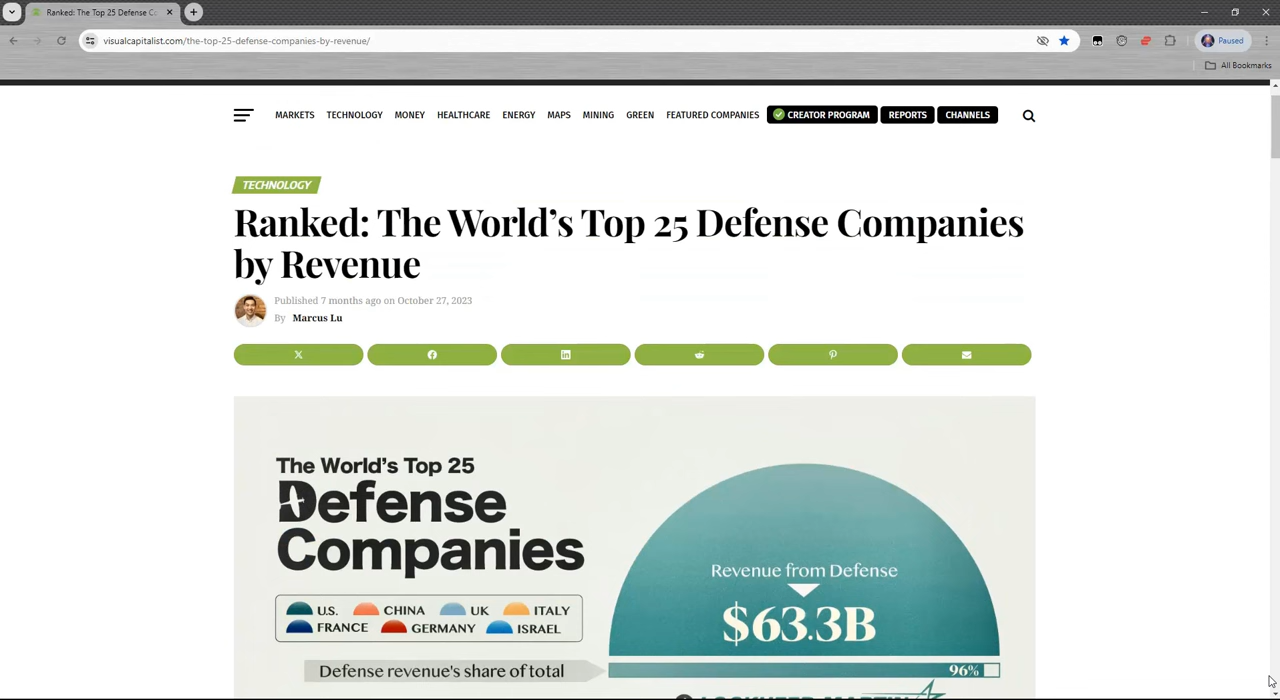 Ranked: The Top 25 Defense C
visualcapitalist.com/the-top-25-defense-companies-by-revenue/
Paused
All Bookmarks
MARKETS TECHNOLOGY MONEY HEALTHCARE ENERGY MAPS MINING GREEN FEATURED COMPANIES CREATOR PROGRAM REPORTS CHANNELS
TECHNOLOGY
Ranked: The World's Top 25 Defense Companies
by Revenue
Published 7 months ago on October 27, 2023
By Marcus Lu
The World's Top 25
Defense
Companies
Revenue from Defense
$63.3B
U.S. CHINA UK ITALY
FRANCE GERMANY ISRAEL
Defense revenue's share of total
96%
LOCKHEED MARTIN